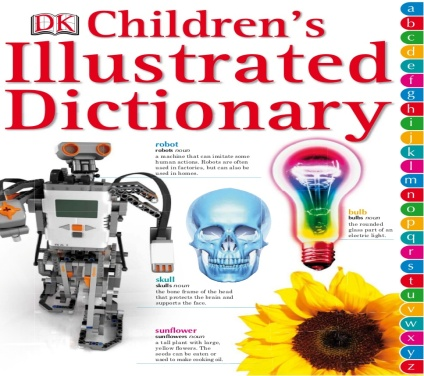 DK Children's
Illustrated
Dictionary
a
b
c
d
e
f
g
h
i
j
k
l
m
n
o
p
q
r
s
t
u
v
w
x
y
z
robot
robots noun
a machine that can imitate some
human actions. Robots are often
used in factories, but can also be
used in homes.
bulb
bulbs noun
the rounded
glass part of an
electric light.
skull
skulls noun
the bone frame of the head
that protects the brain and
supports the face.
sunflower
sunflowers noun
a tall plant with large,
yellow flowers. The
seeds can be eaten or
used to make cooking oil.